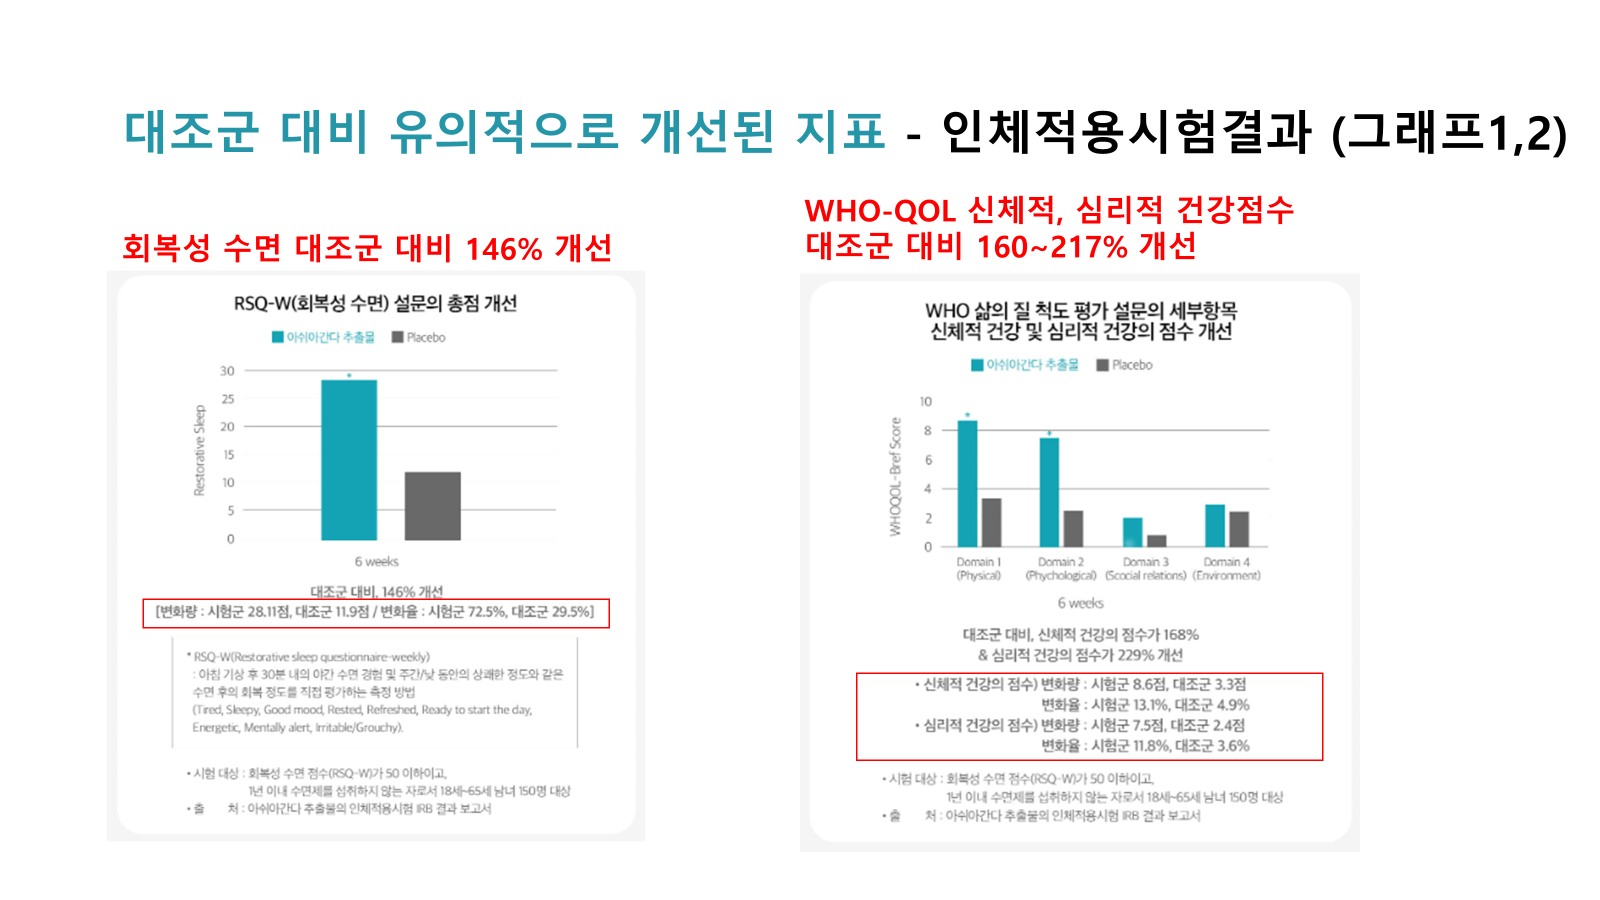 대조군 대비 유의적으로 개선된 지표 - 인체적용시험결과 (그래프1,2)
회복성 수면 대조군 대비 146% 개선
RSQ-W(회복성 수면) 설문의 총점 개선
아쉬아간다 추출물 Placebo
30
25
20
15
10
5
0
Restorative Sleep
*
6 weeks
대조군 대비, 146% 개선
[변화량 : 시험군 28.11점, 대조군 11.9점 / 변화율 : 시험군 72.5%, 대조군 29.5%]
* RSQ-W(Restorative sleep questionnaire-weekly)
: 아침 기상 후 30분 내의 야간 수면 경험 및 주간/낮 동안의 상쾌한 정도와 같은
수면 후의 회복 정도를 직접 평가하는 측정 방법
(Tired, Sleepy, Good mood, Rested, Refreshed, Ready to start the day,
Energetic, Mentally alert, Irritable/Grouchy).
• 시험 대상 : 회복성 수면 점수(RSQ-W)가 50 이하이고,
1년 이내 수면제를 섭취하지 않는 자로서 18세~65세 남녀 150명 대상
• 출 처 : 아쉬아간다 추출물의 인체적용시험 IRB 결과 보고서
WHO-QOL 신체적, 심리적 건강점수
대조군 대비 160~217% 개선
WHO 삶의 질 척도 평가 설문의 세부항목
신체적 건강 및 심리적 건강의 점수 개선
아쉬아간다 추출물 Placebo
10
8
6
4
2
0
WHOQOL-Bref Score
* *
Domain 1 Domain 2 Domain 3 Domain 4
(Physical) (Phychological) (Scocial relations) (Environment)
6 weeks
대조군 대비, 신체적 건강의 점수가 168%
& 심리적 건강의 점수가 229% 개선
• 신체적 건강의 점수) 변화량 : 시험군 8.6점, 대조군 3.3점
변화율 : 시험군 13.1%, 대조군 4.9%
• 심리적 건강의 점수) 변화량 : 시험군 7.5점, 대조군 2.4점
변화율 : 시험군 11.8%, 대조군 3.6%
• 시험 대상 : 회복성 수면 점수(RSQ-W)가 50 이하이고,
1년 이내 수면제를 섭취하지 않는 자로서 18세~65세 남녀 150명 대상
• 출 처 : 아쉬아간다 추출물의 인체적용시험 IRB 결과 보고서